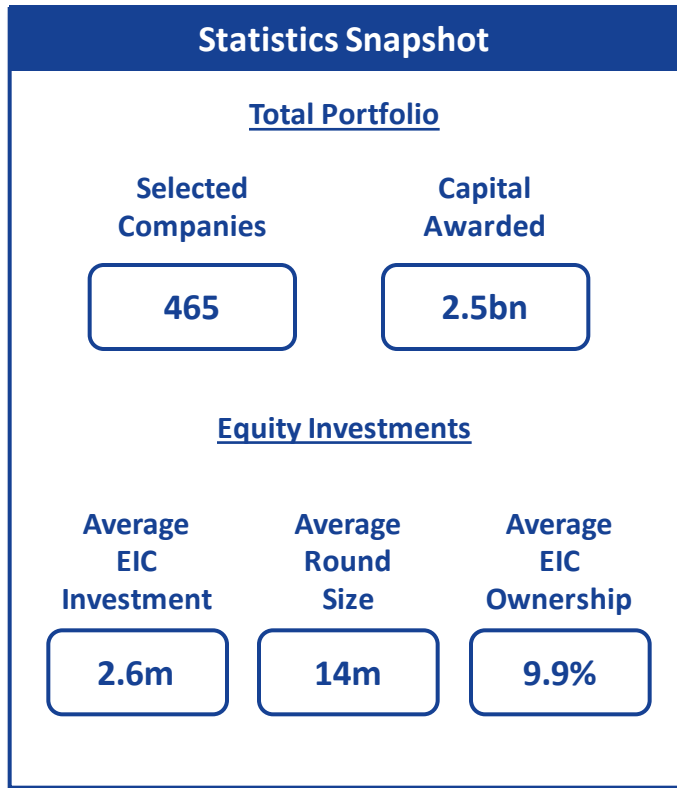 Statistics Snapshot
Total Portfolio
Selected
Companies
Capital
Awarded
465
2.5bn
Equity Investments
Average
EIC
Investment
Average
Round
Size
Average
EIC
Ownership
2.6m
14m
9.9%